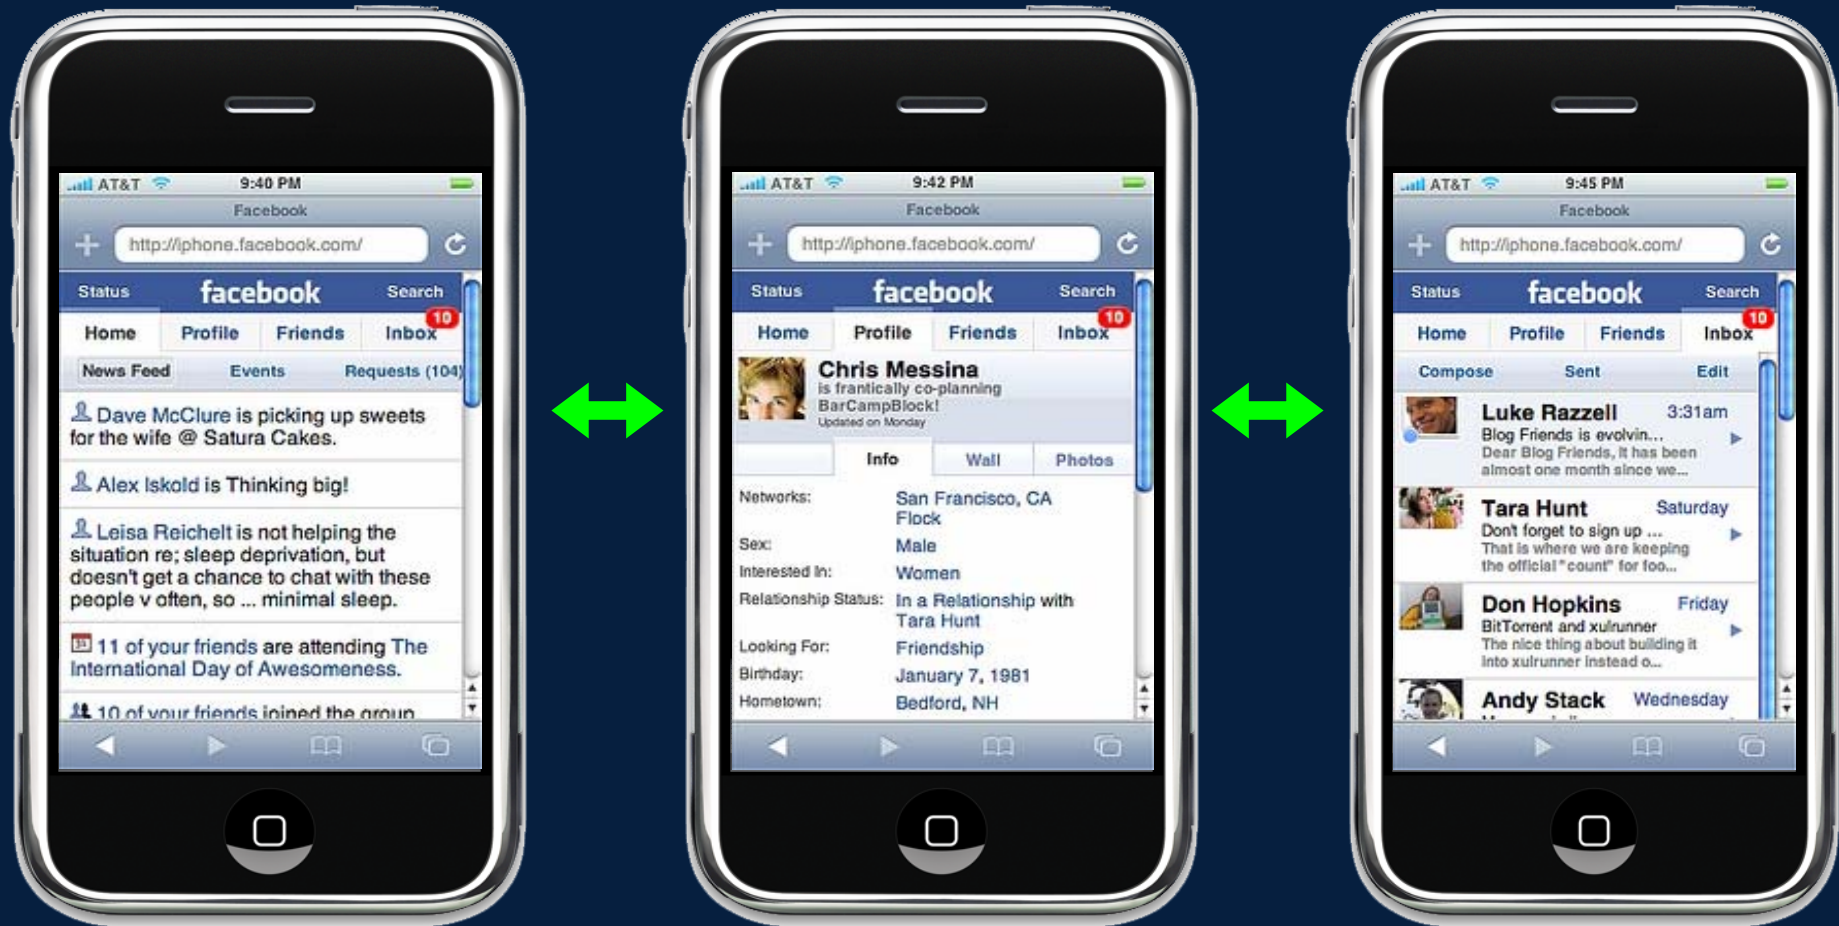 AT&T 9:40 PM
Facebook
http://iphone.facebook.com/
Status facebook Search
Home Profile Friends Inbox 10
News Feed Events Requests (104)
Dave McClure is picking up sweets
for the wife @ Satura Cakes.
Alex Iskold is Thinking big!
Leisa Reichelt is not helping the
situation re; sleep deprivation, but
doesn't get a chance to chat with these
people v often, so ... minimal sleep.
11 of your friends are attending The
International Day of Awesomeness.
10 of your friends joined the group
AT&T 9:42 PM
Facebook
http://iphone.facebook.com/
Status facebook Search
Home Profile Friends Inbox 10
Chris Messina
is frantically co-planning
BarCampBlock!
Updated on Monday
Info Wall Photos
Networks: San Francisco, CA
Flock
Sex: Male
Interested In: Women
Relationship Status: In a Relationship with
Tara Hunt
Looking For: Friendship
Birthday: January 7, 1981
Hometown: Bedford, NH
AT&T 9:45 PM
Facebook
http://iphone.facebook.com/
Status facebook Search
Home Profile Friends Inbox 10
Compose Sent Edit
Luke Razzell 3:31am
Blog Friends is evolvin...
Dear Blog Friends, It has been
almost one month since we...
Tara Hunt Saturday
Don't forget to sign up ...
That is where we are keeping
the official "count" for foo...
Don Hopkins Friday
BitTorrent and xulrunner
The nice thing about building it
into xulrunner instead o...
Andy Stack Wednesday